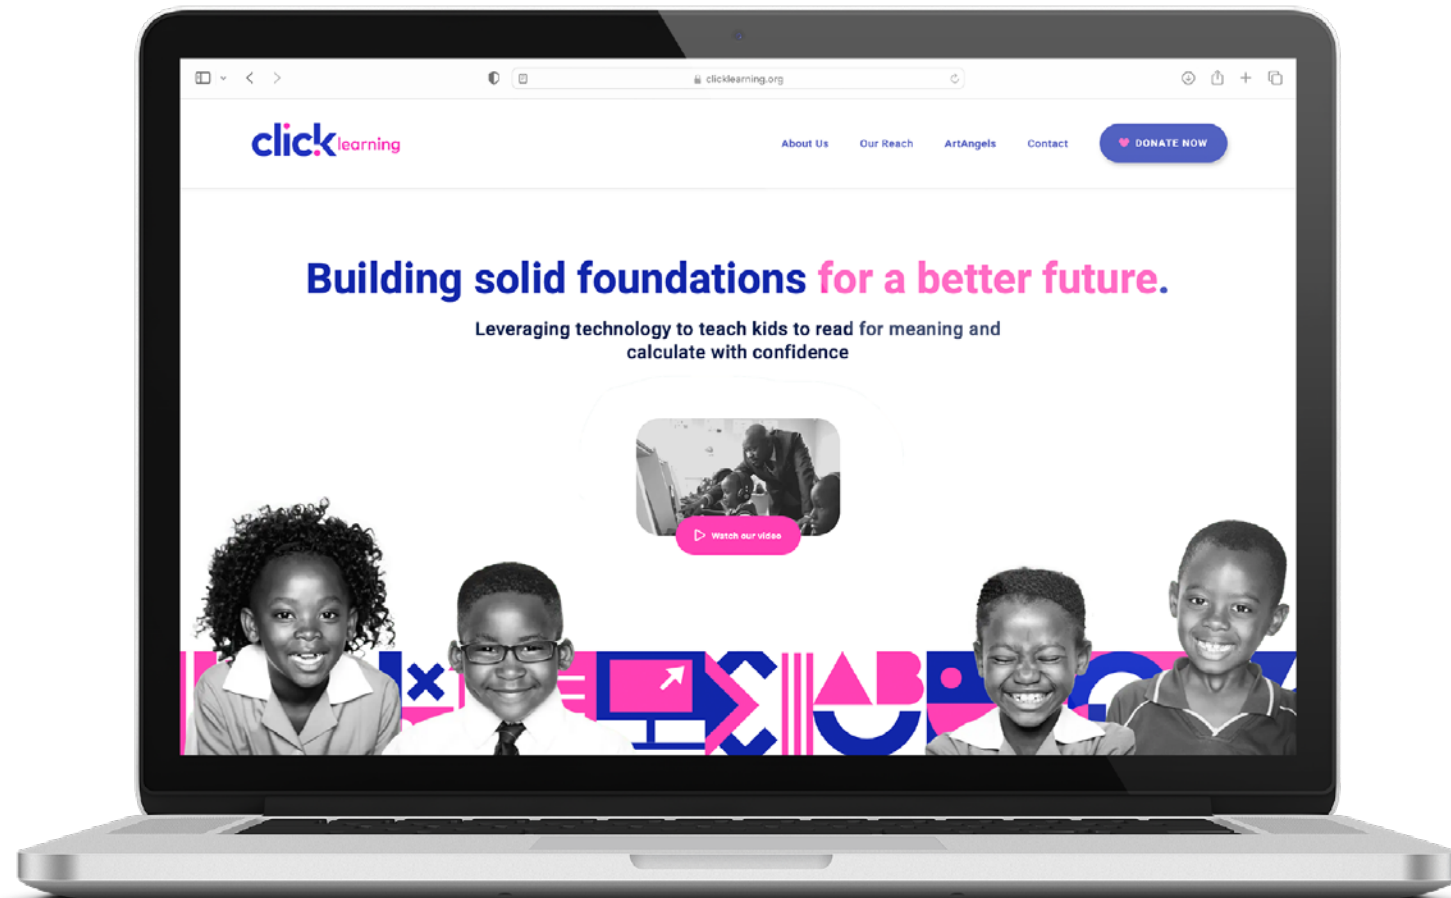 clicklearning.org
click learning
About Us
Our Reach
ArtAngels
Contact
DONATE NOW
Building solid foundations for a better future.
Leveraging technology to teach kids to read for meaning and
calculate with confidence
Watch our video
AB